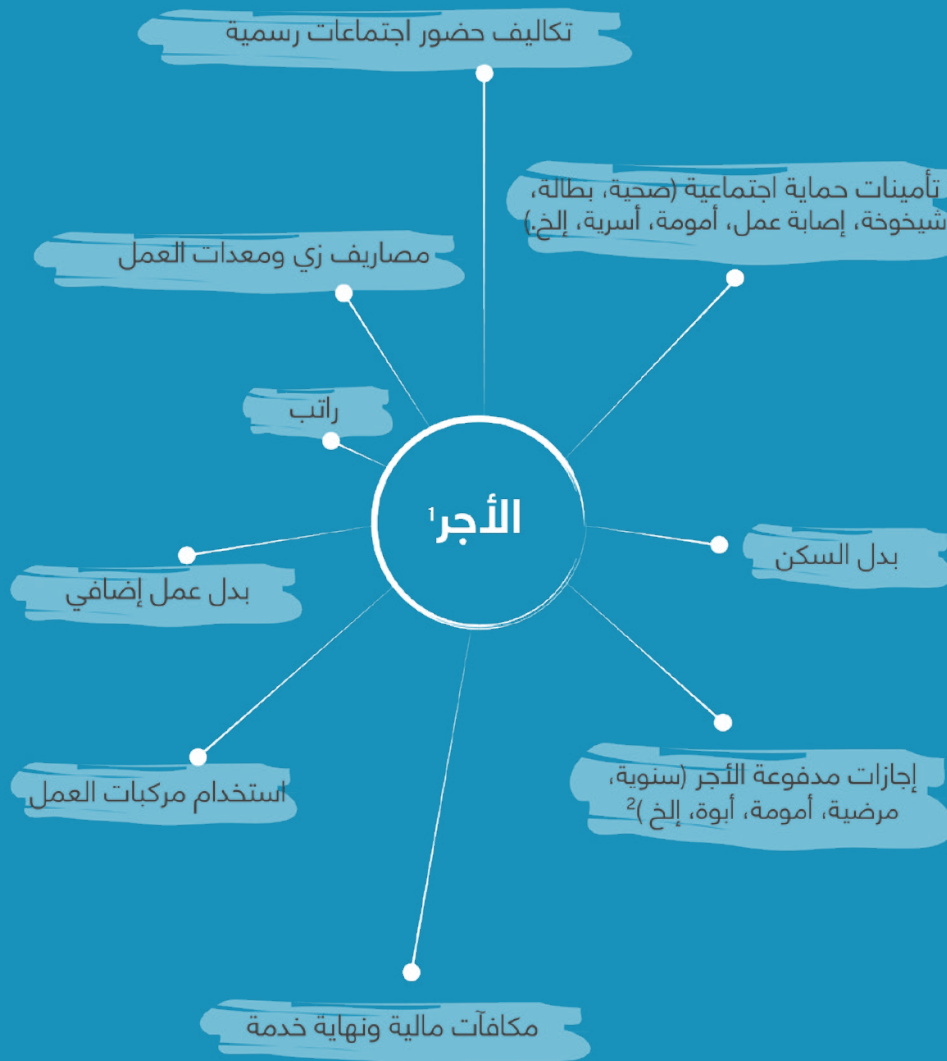 تكاليف حضور اجتماعات رسمية
تأمينات حماية اجتماعية (صحية، بطالة،
شيخوخة، إصابة عمل، أمومة، أسرية، إلخ.)
مصاريف زي ومعدات العمل
راتب
الأجر¹
بدل السكن
بدل عمل إضافي
إجازات مدفوعة الأجر (سنوية،
مرضية، أمومة، أبوة، إلخ )²
استخدام مركبات العمل
مكافآت مالية ونهاية خدمة